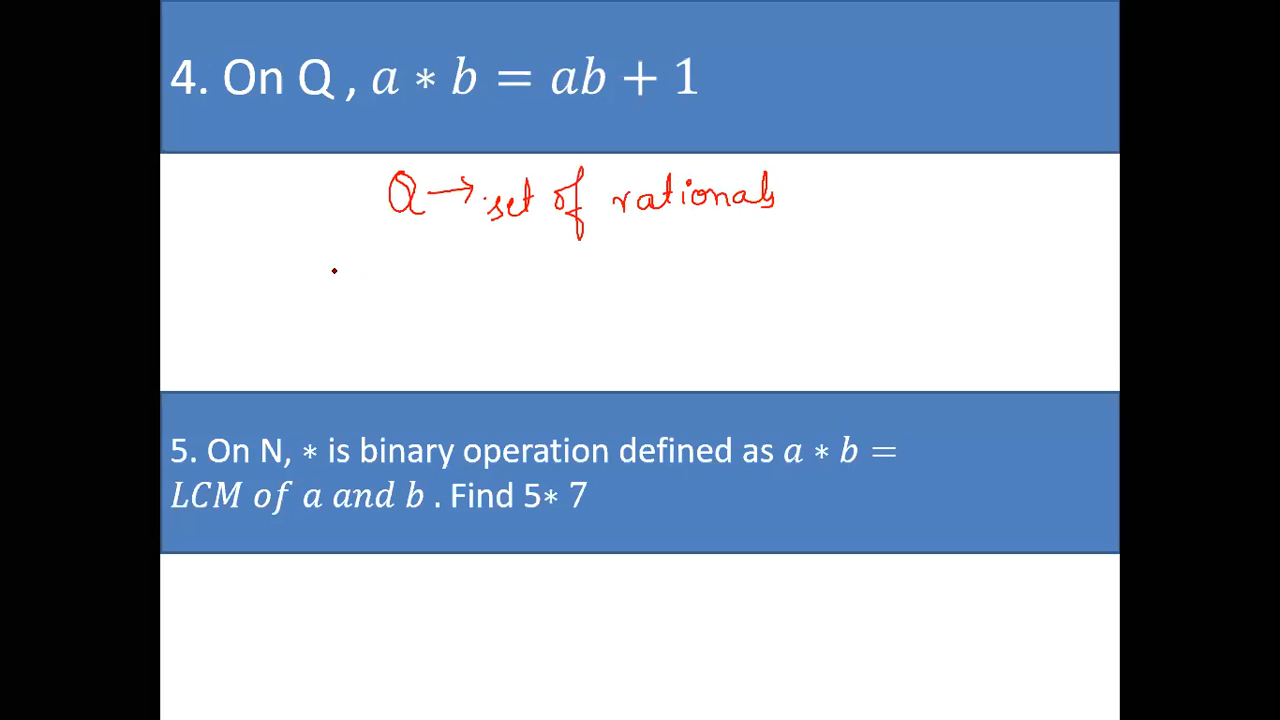 4. On Q , a ∗ b = ab + 1
Q → set of rationals
5. On N, ∗ is binary operation defined as a ∗ b =
LCM of a and b . Find 5∗ 7